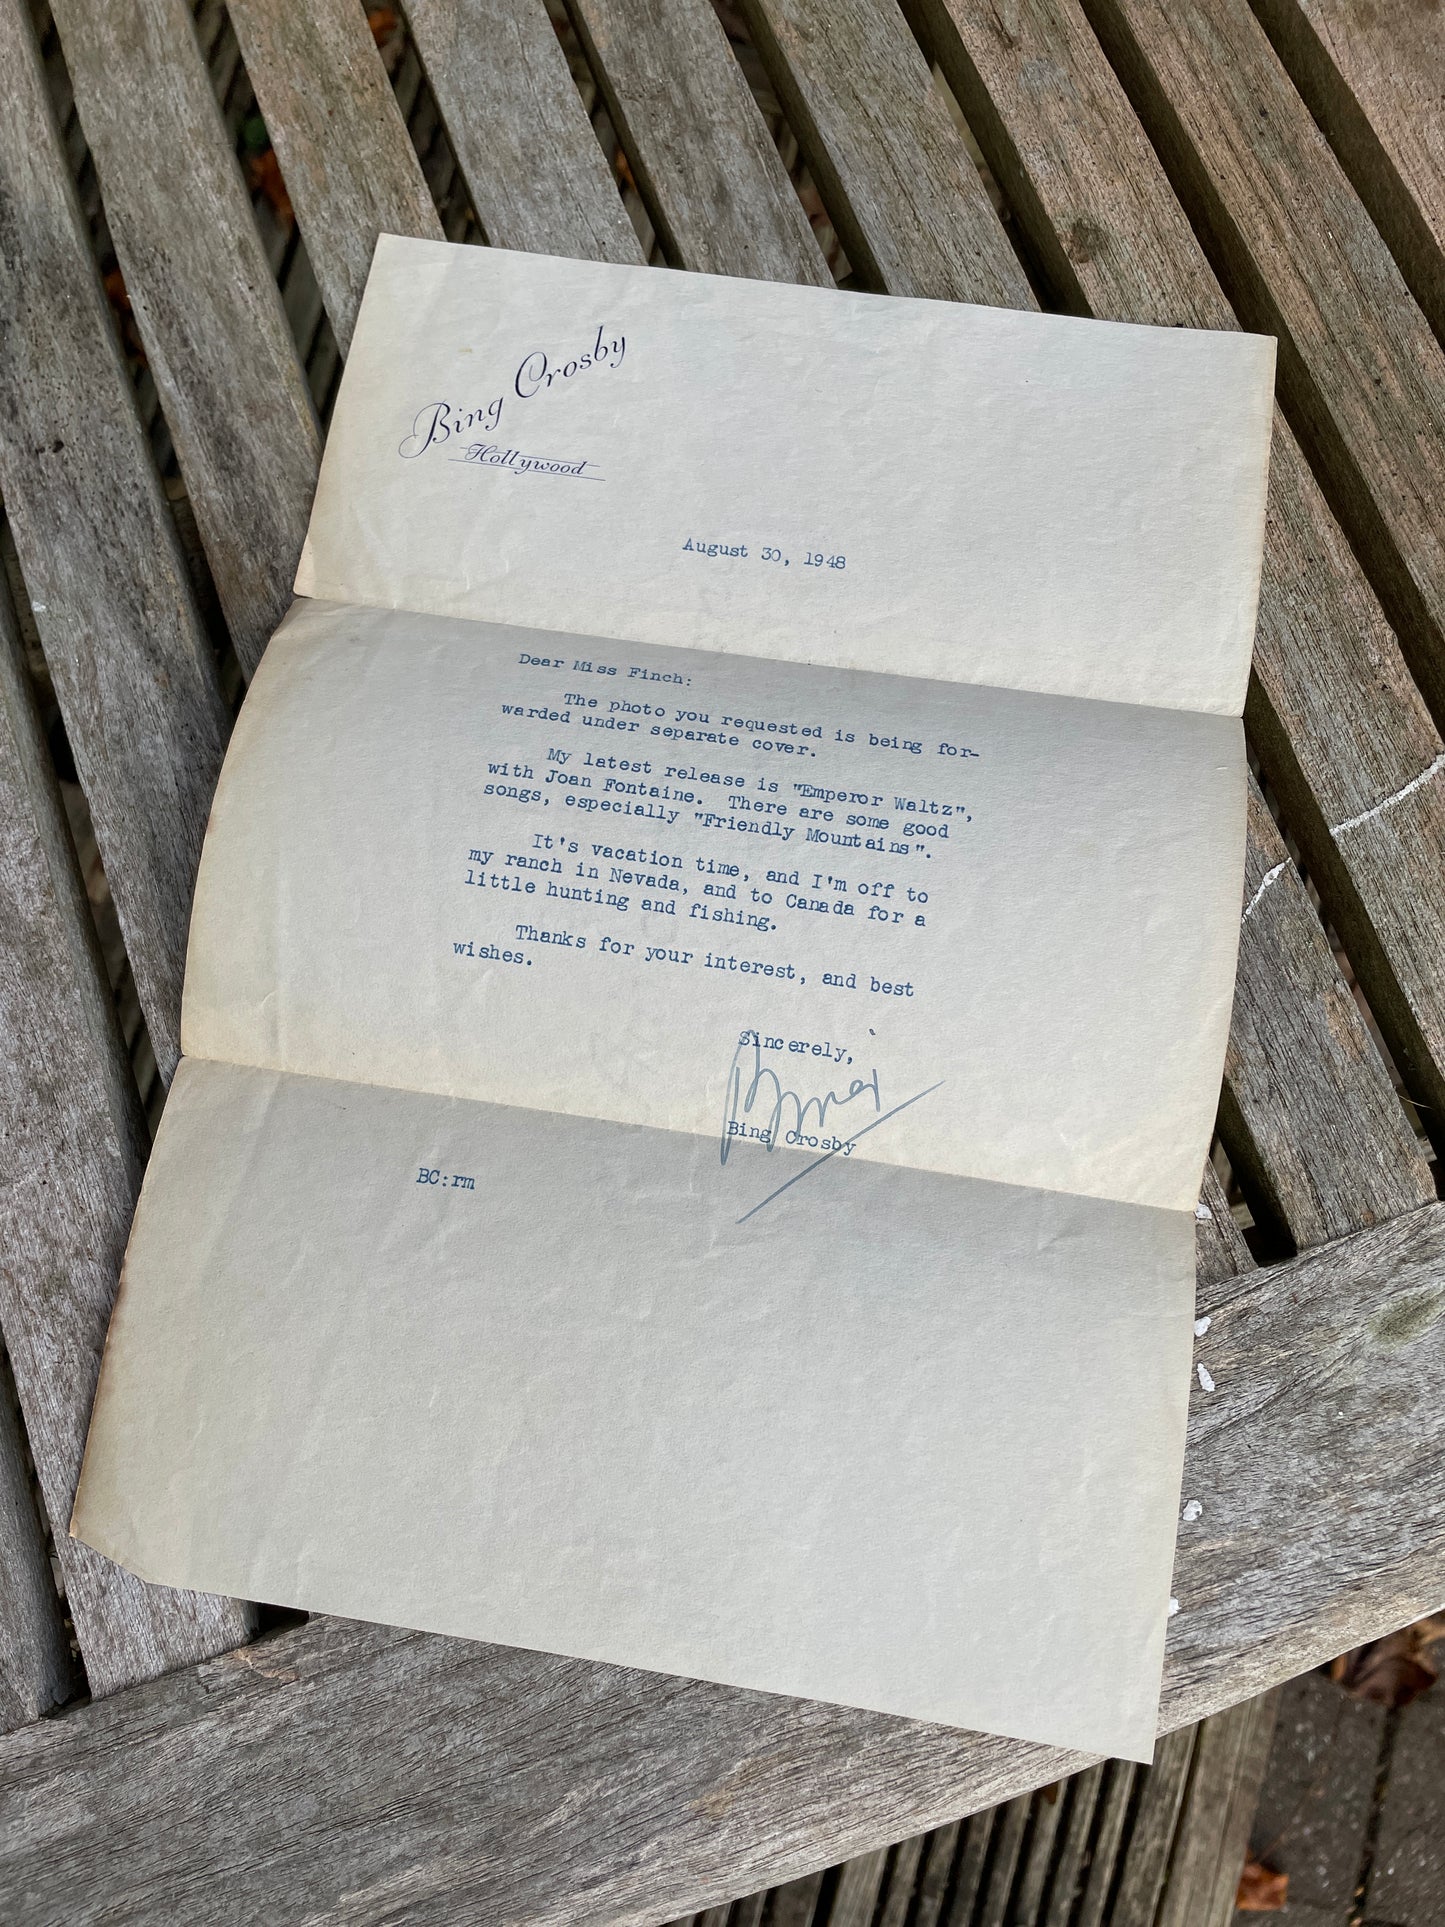 Bing Crosby
Hollywood
August 30, 1948
Dear Miss Finch:
The photo you requested is being for-
warded under separate cover.
My latest release is "Emperor Waltz",
with Joan Fontaine. There are some good
songs, especially "Friendly Mountains".
It's vacation time, and I'm off to
my ranch in Nevada, and to Canada for a
little hunting and fishing.
Thanks for your interest, and best
wishes.
Sincerely,
Bing
Bing Crosby
BC:rm